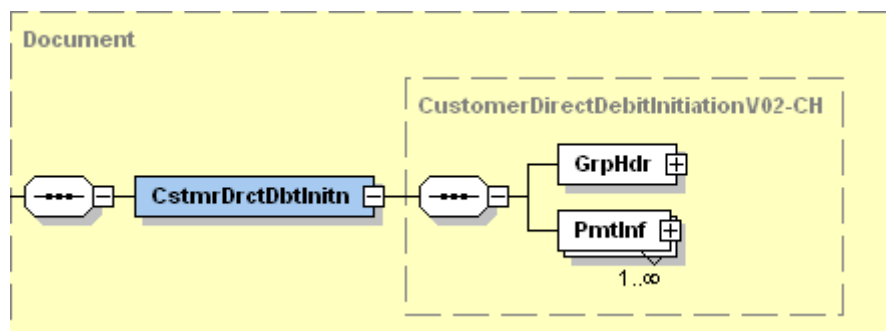 Document
CustomerDirectDebitInitiationV02-CH
GrpHdr
CstmrDrctDbtInitn
PmtInf
1..∞